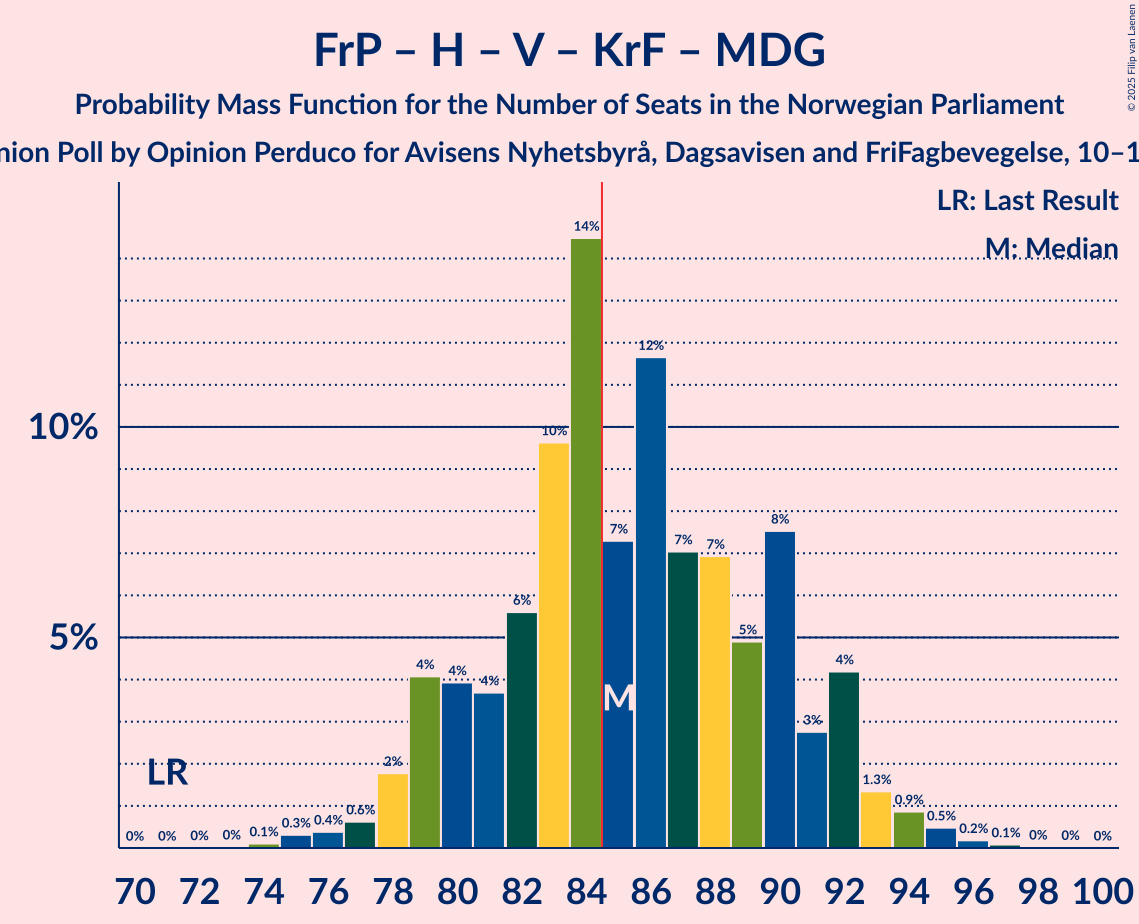 FrP – H – V – KrF – MDG
Probability Mass Function for the Number of Seats in the Norwegian Parliament
Poll by Opinion Perduco for Avisens Nyhetsbyrå, Dagsavisen and FriFagbevegelse,
© 2025 Filip van Laenen
LR: Last Result
M: Median
10%
5%
0% 0% 0% 0% 0.1% 0.3% 0.4% 0.6% 2% 4% 4% 4% 6% 10% 14% 7% 12% 7% 7% 5% 8% 3% 4% 1.3% 0.9% 0.5% 0.2% 0.1% 0% 0% 0%
LR
M
70 72 74 76 78 80 82 84 86 88 90 92 94 96 98 100